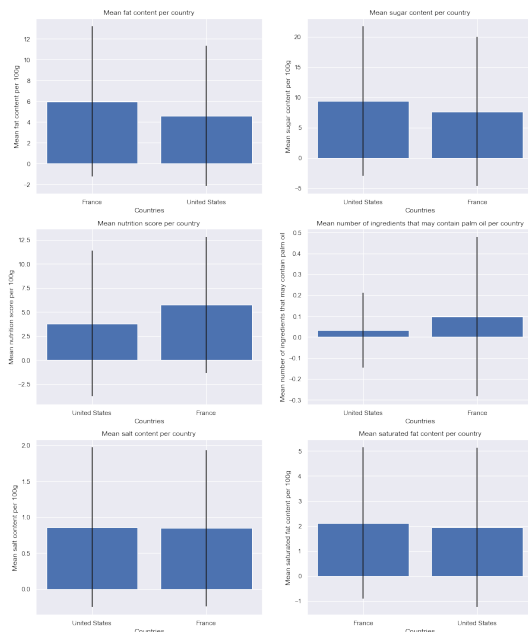 Mean fat content per country
Mean fat content per 100g
12
10
8
6
4
2
0
−2
France
United States
Countries
Mean sugar content per country
Mean sugar content per 100g
20
15
10
5
0
−5
United States
France
Countries
Mean nutrition score per country
Mean nutrition score per 100g
12.5
10.0
7.5
5.0
2.5
0.0
−2.5
United States
France
Countries
Mean number of ingredients that may contain palm oil per country
Mean number of ingredients that may contain palm oil
0.5
0.4
0.3
0.2
0.1
0.0
−0.1
−0.2
−0.3
United States
France
Countries
Mean salt content per country
Mean salt content per 100g
2.0
1.5
1.0
0.5
0.0
United States
France
Countries
Mean saturated fat content per country
Mean saturated fat content per 100g
5
4
3
2
1
0
−1
France
United States
Countries